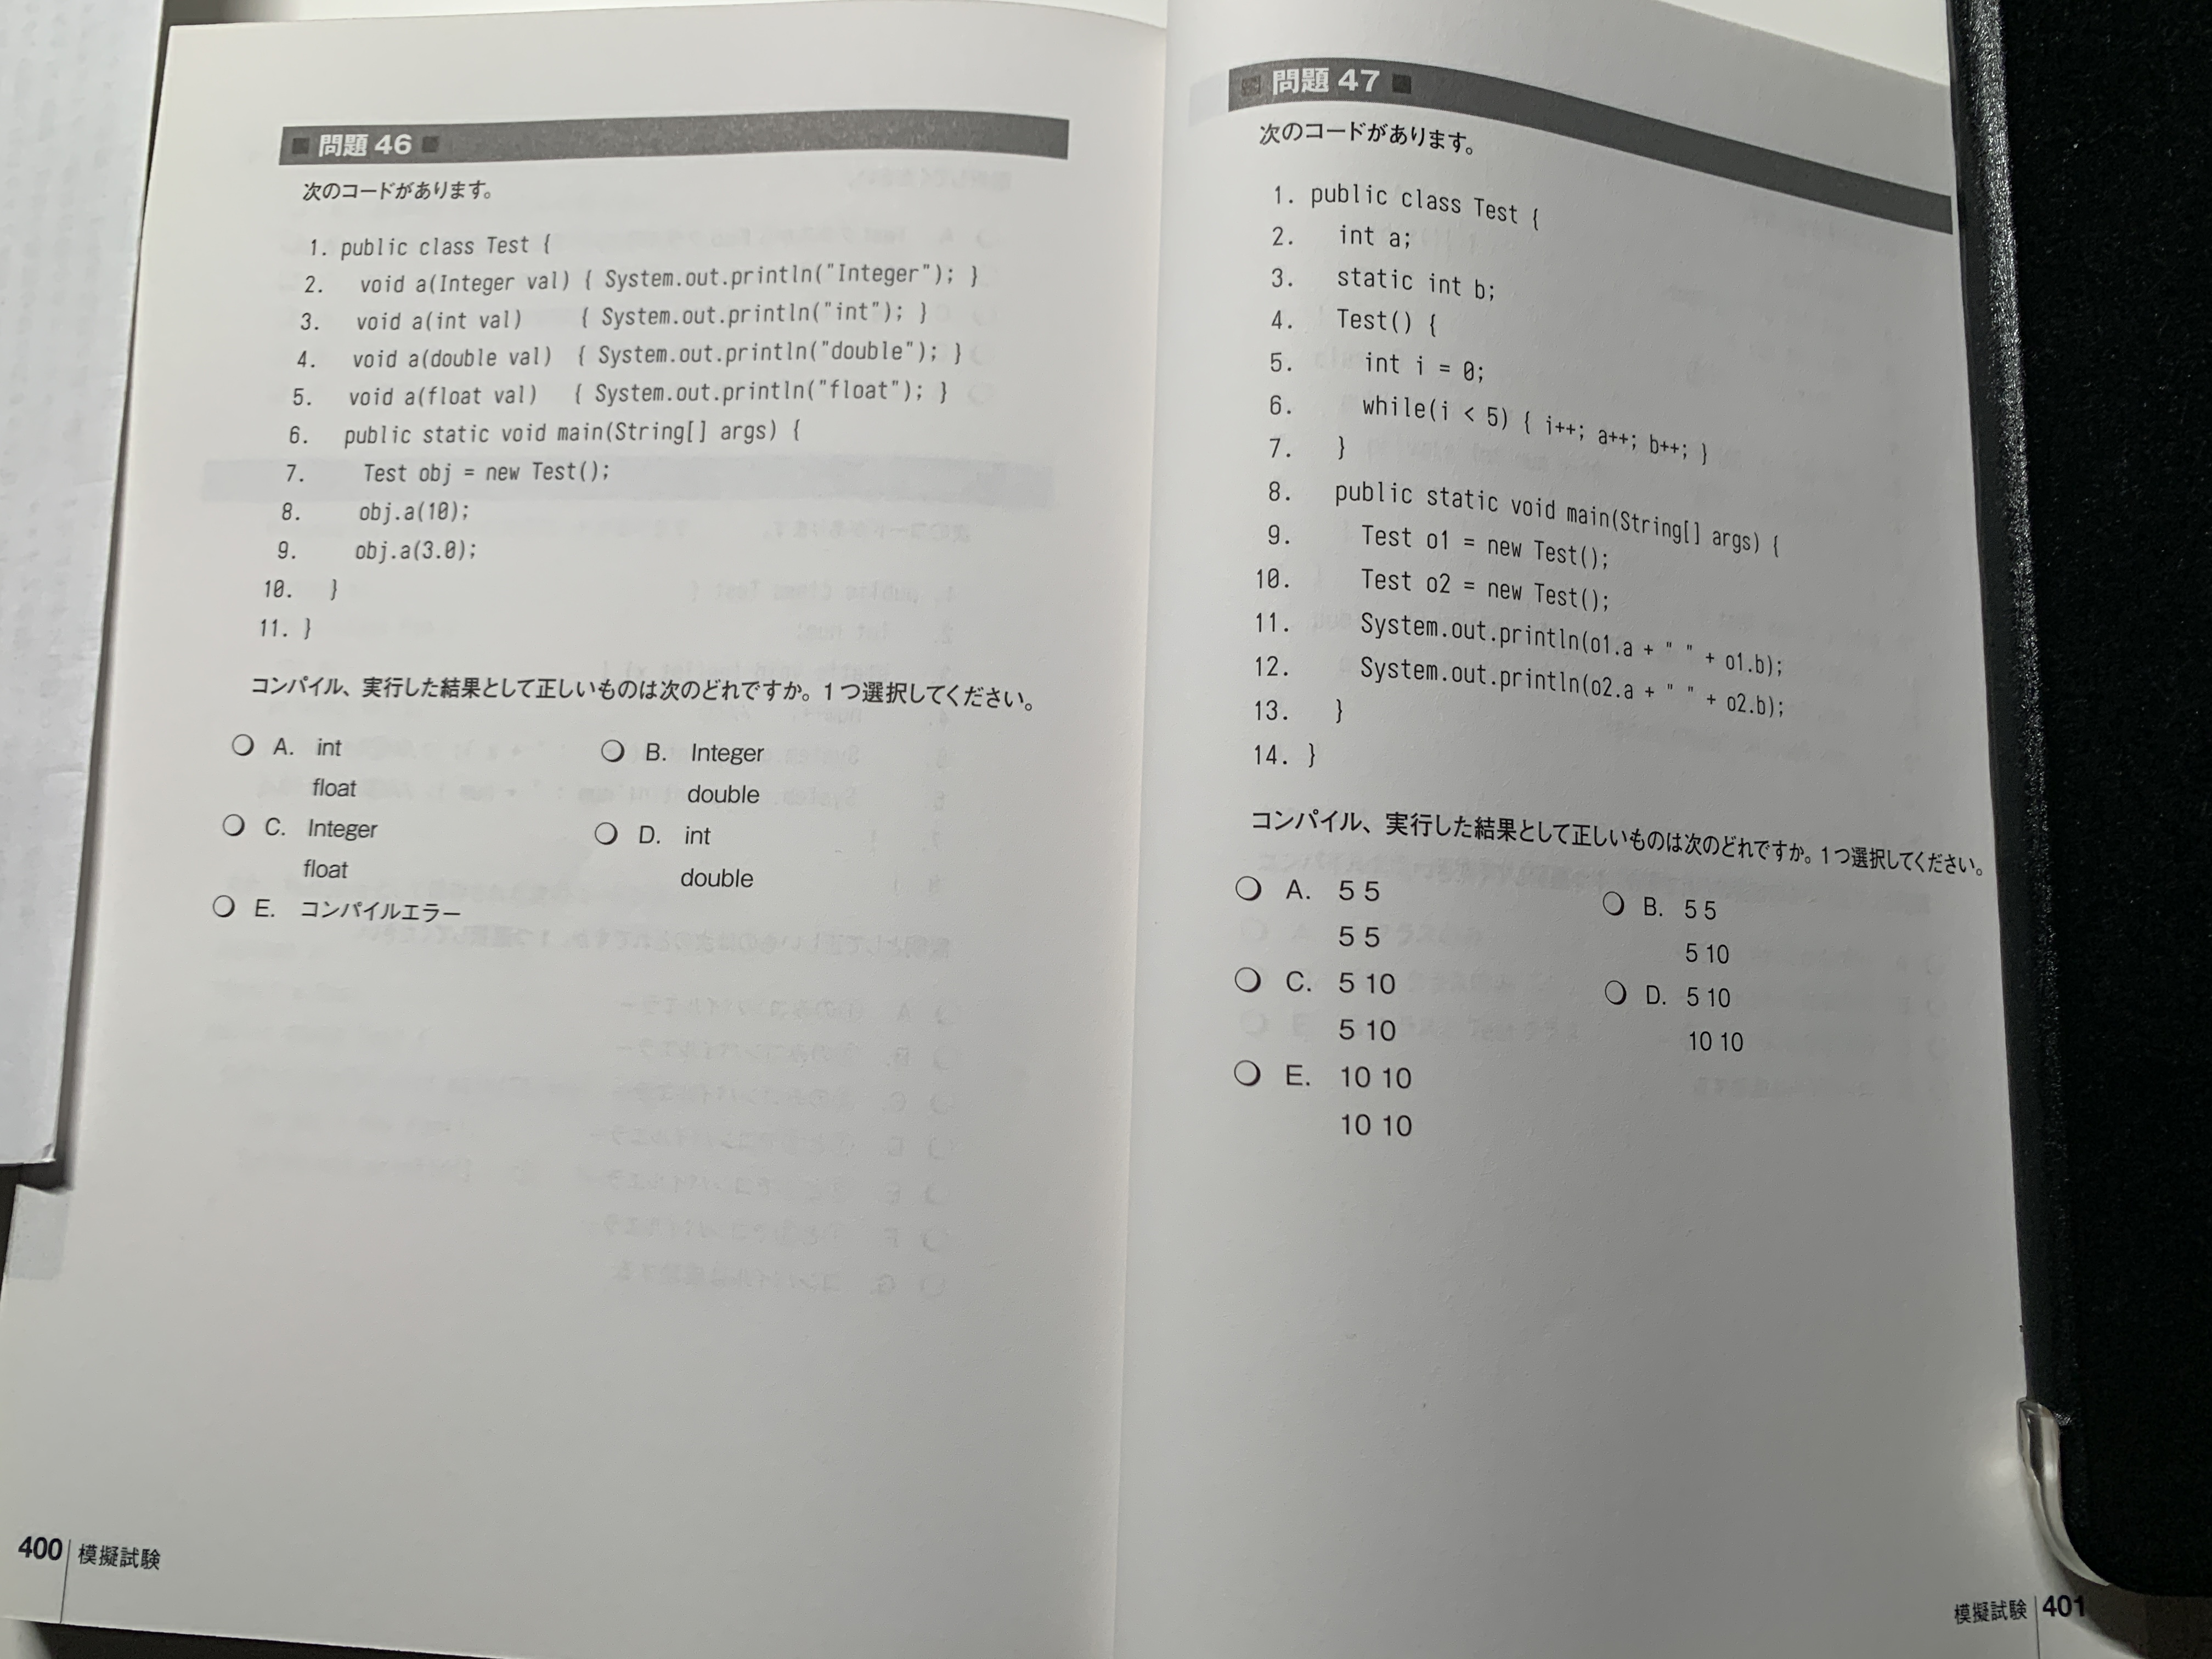 問題 46
次のコードがあります。
1. public class Test {
2. void a(Integer val) { System.out.println("Integer"); }
3. void a(int val) { System.out.println("int"); }
4. void a(double val) { System.out.println("double"); }
5. void a(float val) { System.out.println("float"); }
6. public static void main(String[] args) {
7. Test obj = new Test();
8. obj.a(10);
9. obj.a(3.0);
10. }
11. }
コンパイル、実行した結果として正しいものは次のどれですか。1つ選択してください。
A. int
float
B. Integer
double
C. Integer
float
D. int
double
E. コンパイルエラー
400 模擬試験
問題 47
次のコードがあります。
1. public class Test {
2. int a;
3. static int b;
4. Test() {
5. int i = 0;
6. while(i < 5) { i++; a++; b++; }
7. }
8. public static void main(String[] args) {
9. Test o1 = new Test();
10. Test o2 = new Test();
11. System.out.println(o1.a + " " + o1.b);
12. System.out.println(o2.a + " " + o2.b);
13. }
14. }
コンパイル、実行した結果として正しいものは次のどれですか。1つ選択してください。
A. 5 5
5 5
B. 5 5
5 10
C. 5 10
5 10
D. 5 10
10 10
E. 10 10
10 10
模擬試験 401